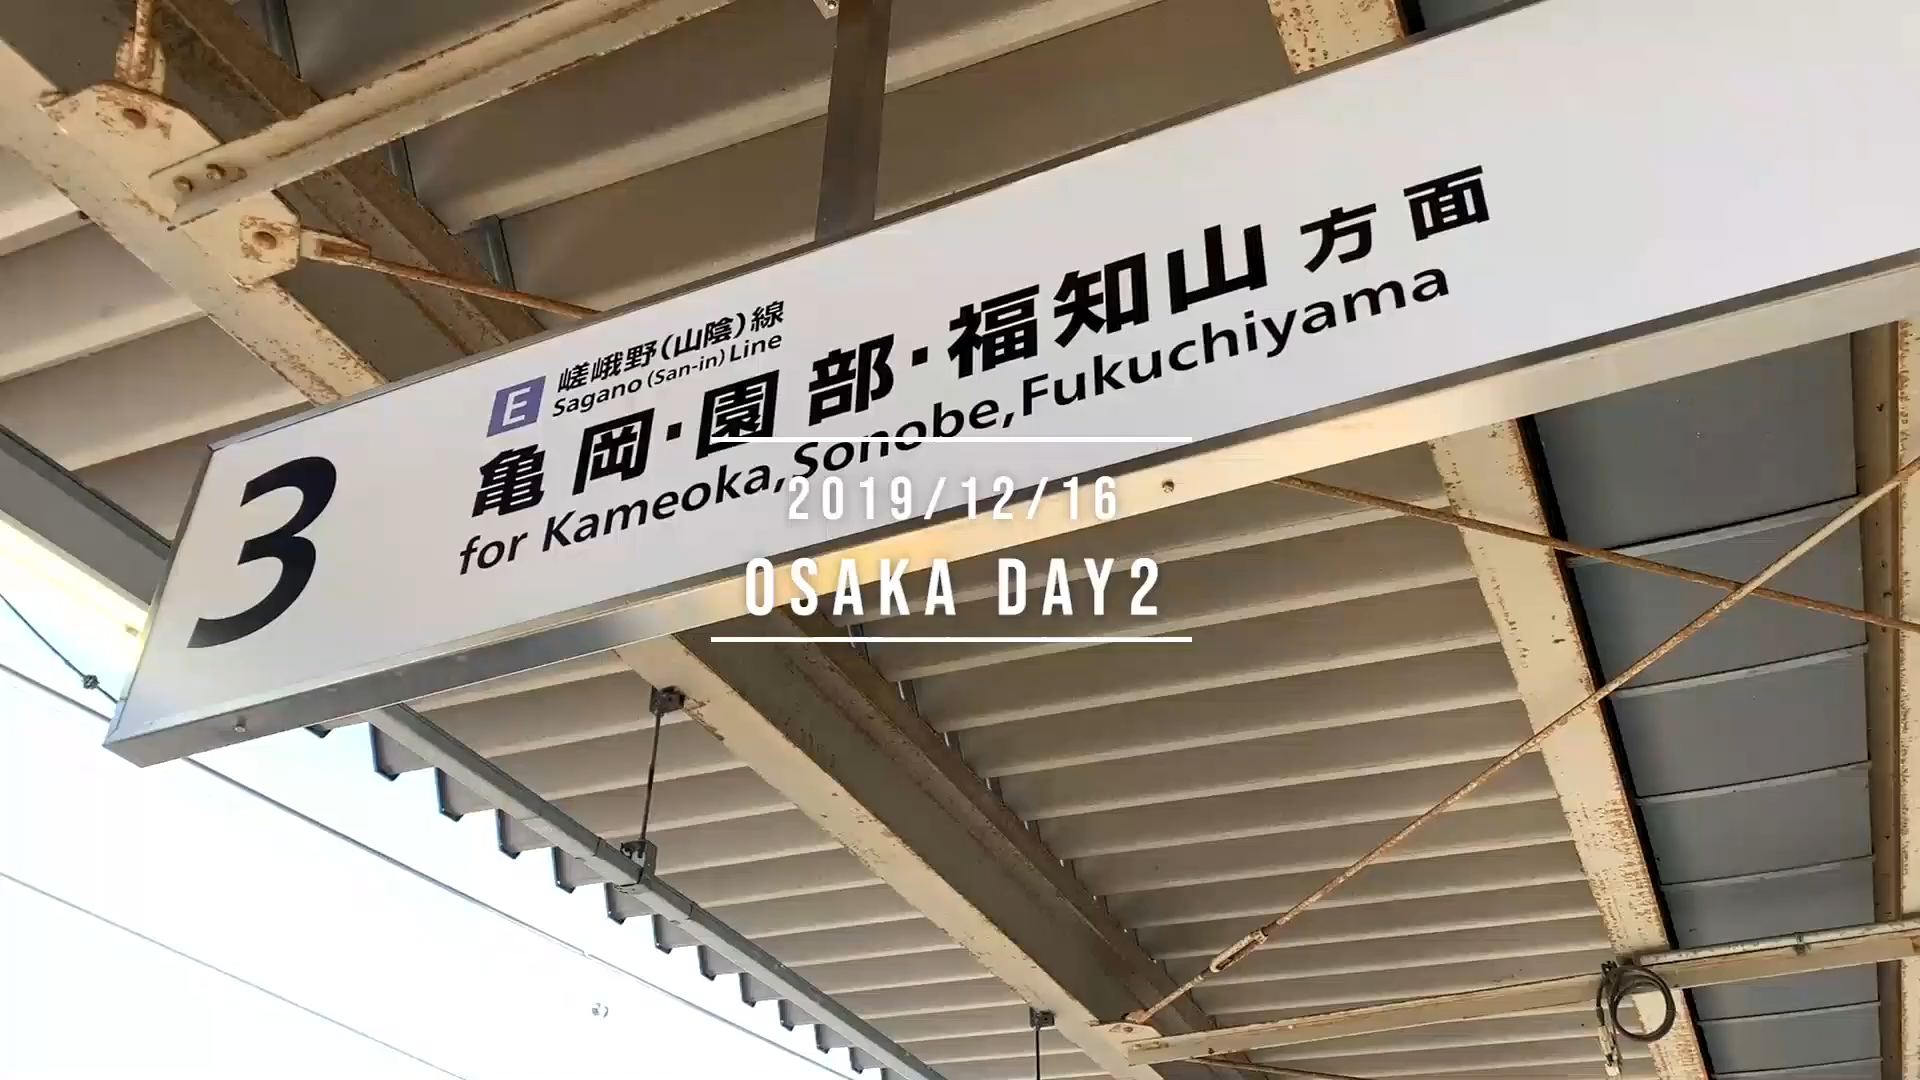 3
E
嵯峨野(山陰)線
Sagano (San-in) Line
亀岡・園部・福知山 方面
for Kameoka, Sonobe, Fukuchiyama
2019/12/16
OSAKA DAY2